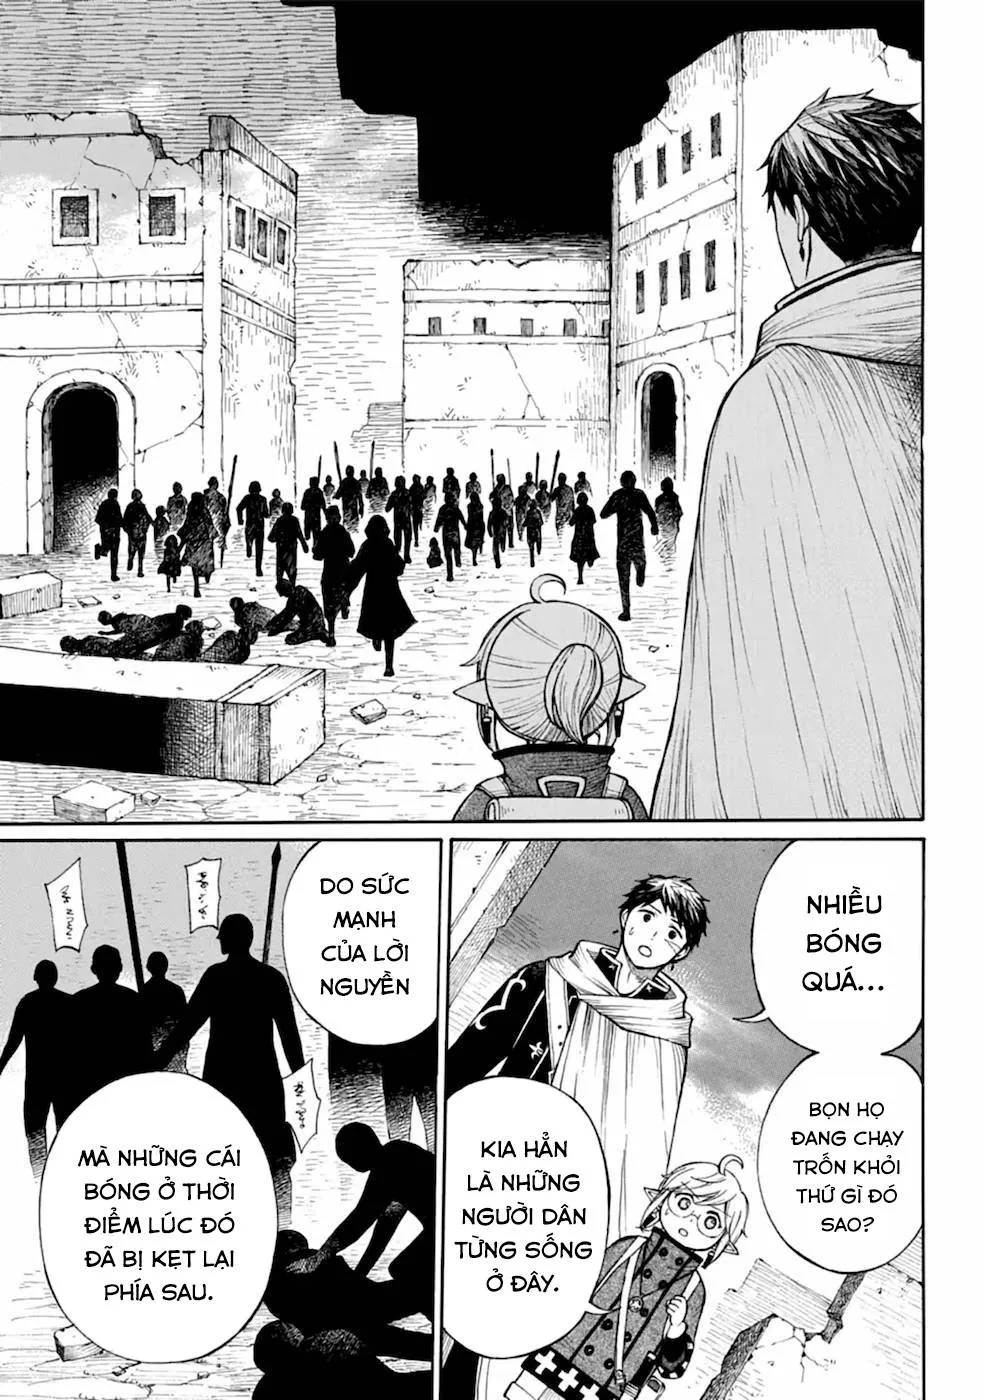 NHIỀU
BÓNG
QUÁ...
BỌN HỌ
ĐANG CHẠY
TRỐN KHỎI
THỨ GÌ ĐÓ
SAO?
KIA HẲN
LÀ NHỮNG
NGƯỜI DÂN
TỪNG SỐNG
Ở ĐÂY.
DO SỨC
MẠNH
CỦA LỜI
NGUYỀN
MÀ NHỮNG CÁI
BÓNG Ở THỜI
ĐIỂM LÚC ĐÓ
ĐÃ BỊ KẸT LẠI
PHÍA SAU.